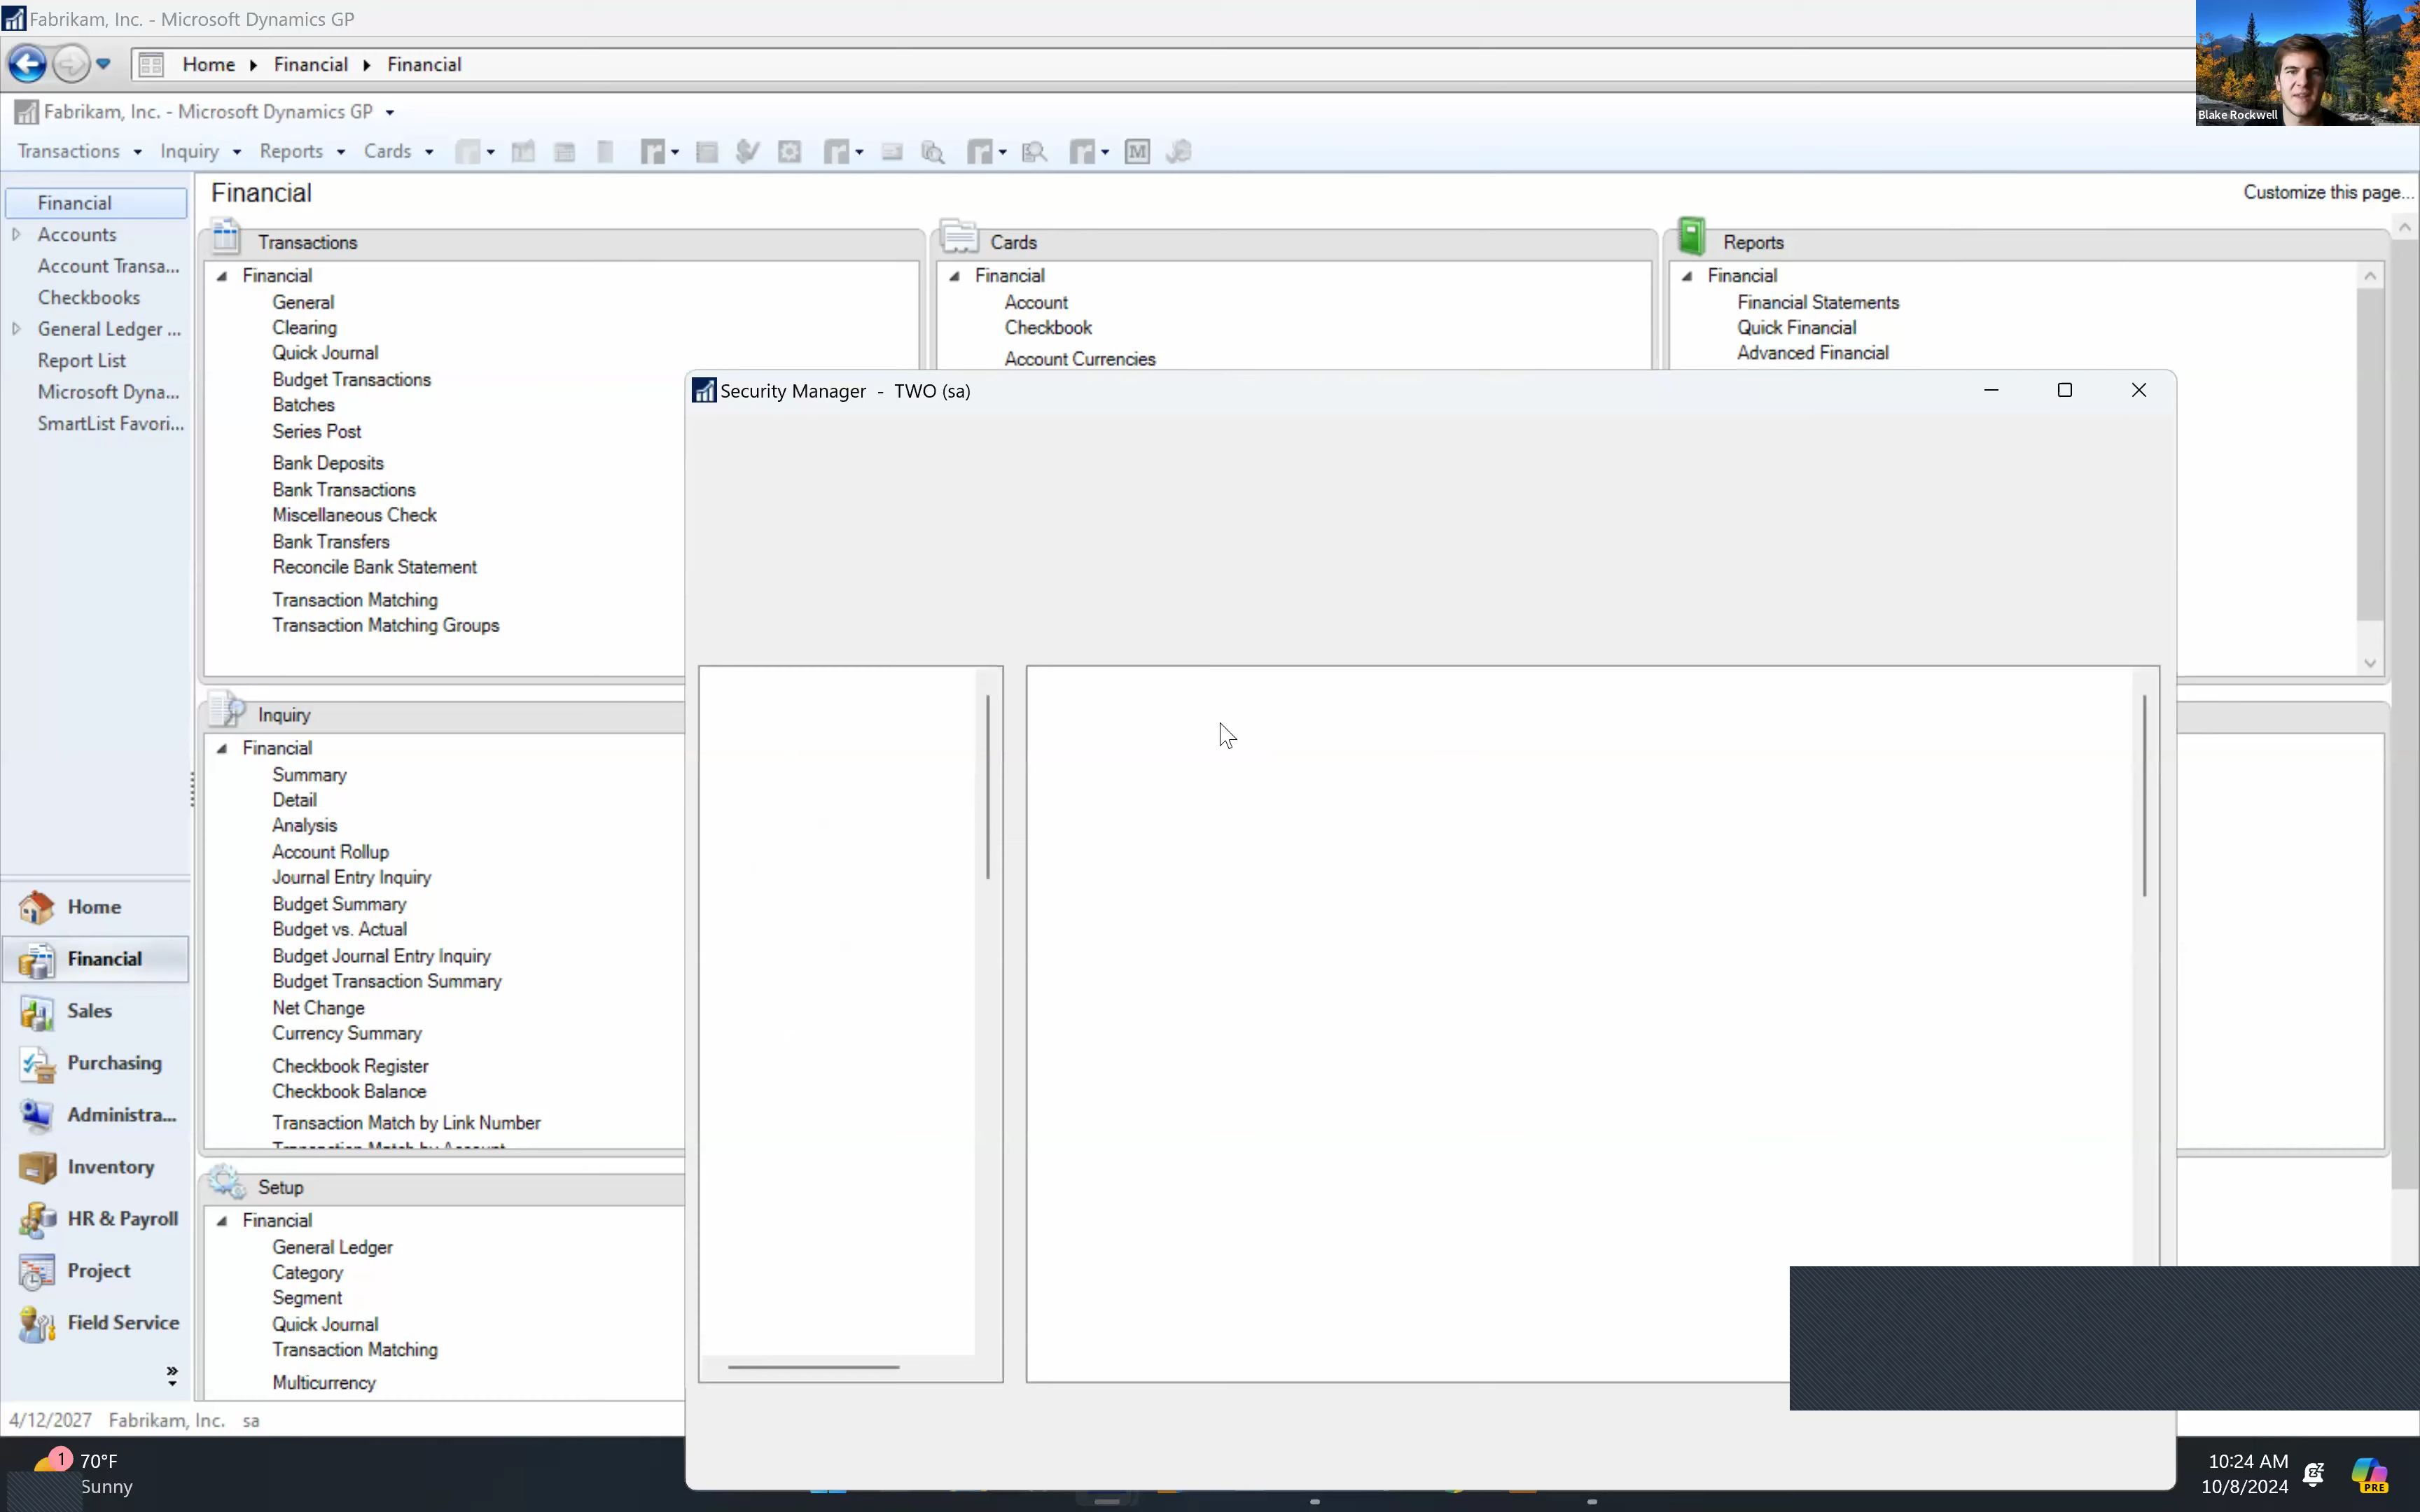 Fabrikam, Inc. - Microsoft Dynamics GP
Home Financial Financial
Fabrikam, Inc. - Microsoft Dynamics GP
Transactions Inquiry Reports Cards M
Blake Rockwell
Financial
Accounts
Account Transa...
Checkbooks
General Ledger ...
Report List
Microsoft Dyna...
SmartList Favori...
Home
Financial
Sales
Purchasing
Administra...
Inventory
HR & Payroll
Project
Field Service
Financial
Customize this page...
Transactions
Financial
General
Clearing
Quick Journal
Budget Transactions
Batches
Series Post
Bank Deposits
Bank Transactions
Miscellaneous Check
Bank Transfers
Reconcile Bank Statement
Transaction Matching
Transaction Matching Groups
Cards
Financial
Account
Checkbook
Account Currencies
Reports
Financial
Financial Statements
Quick Financial
Advanced Financial
Security Manager - TWO (sa)
Inquiry
Financial
Summary
Detail
Analysis
Account Rollup
Journal Entry Inquiry
Budget Summary
Budget vs. Actual
Budget Journal Entry Inquiry
Budget Transaction Summary
Net Change
Currency Summary
Checkbook Register
Checkbook Balance
Transaction Match by Link Number
Transaction Match by Account
Setup
Financial
General Ledger
Category
Segment
Quick Journal
Transaction Matching
Multicurrency
4/12/2027 Fabrikam, Inc. sa
1 70°F
Sunny
10:24 AM
10/8/2024
PRE